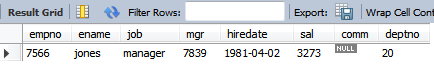 Result Grid Filter Rows: Edit: Export: Wrap Cell Cont
empno ename job mgr hiredate sal comm deptno
7566 jones manager 7839 1981-04-02 3273 NULL 20